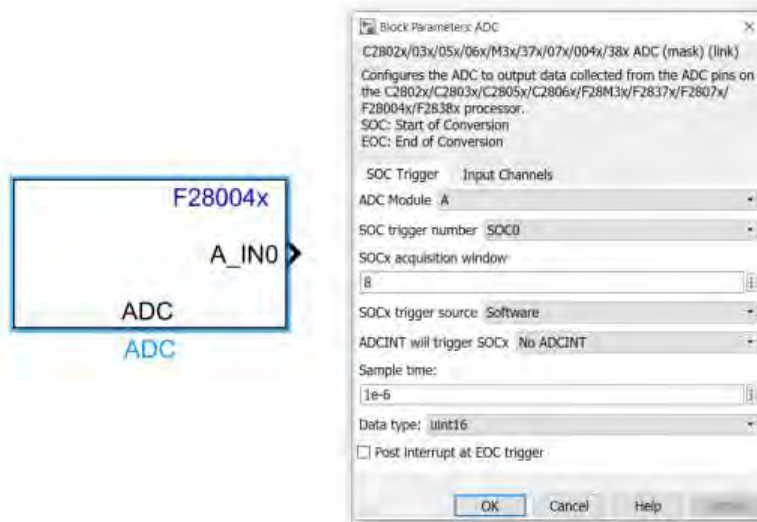 F28004x
A_IN0
ADC
ADC
Block Parameters: ADC
C2802x/03x/05x/06x/M3x/37x/07x/004x/38x ADC (mask) (link)
Configures the ADC to output data collected from the ADC pins on
the C2802x/C2803x/C2805x/C2806x/F28M3x/F2837x/F2807x/
F28004x/F2838x processor.
SOC: Start of Conversion
EOC: End of Conversion
SOC Trigger Input Channels
ADC Module A
SOC trigger number SOC0
SOCx acquisition window
8
SOCx trigger source Software
ADCINT will trigger SOCx No ADCINT
Sample time:
1e-6
Data type: uint16
Post interrupt at EOC trigger
OK Cancel Help